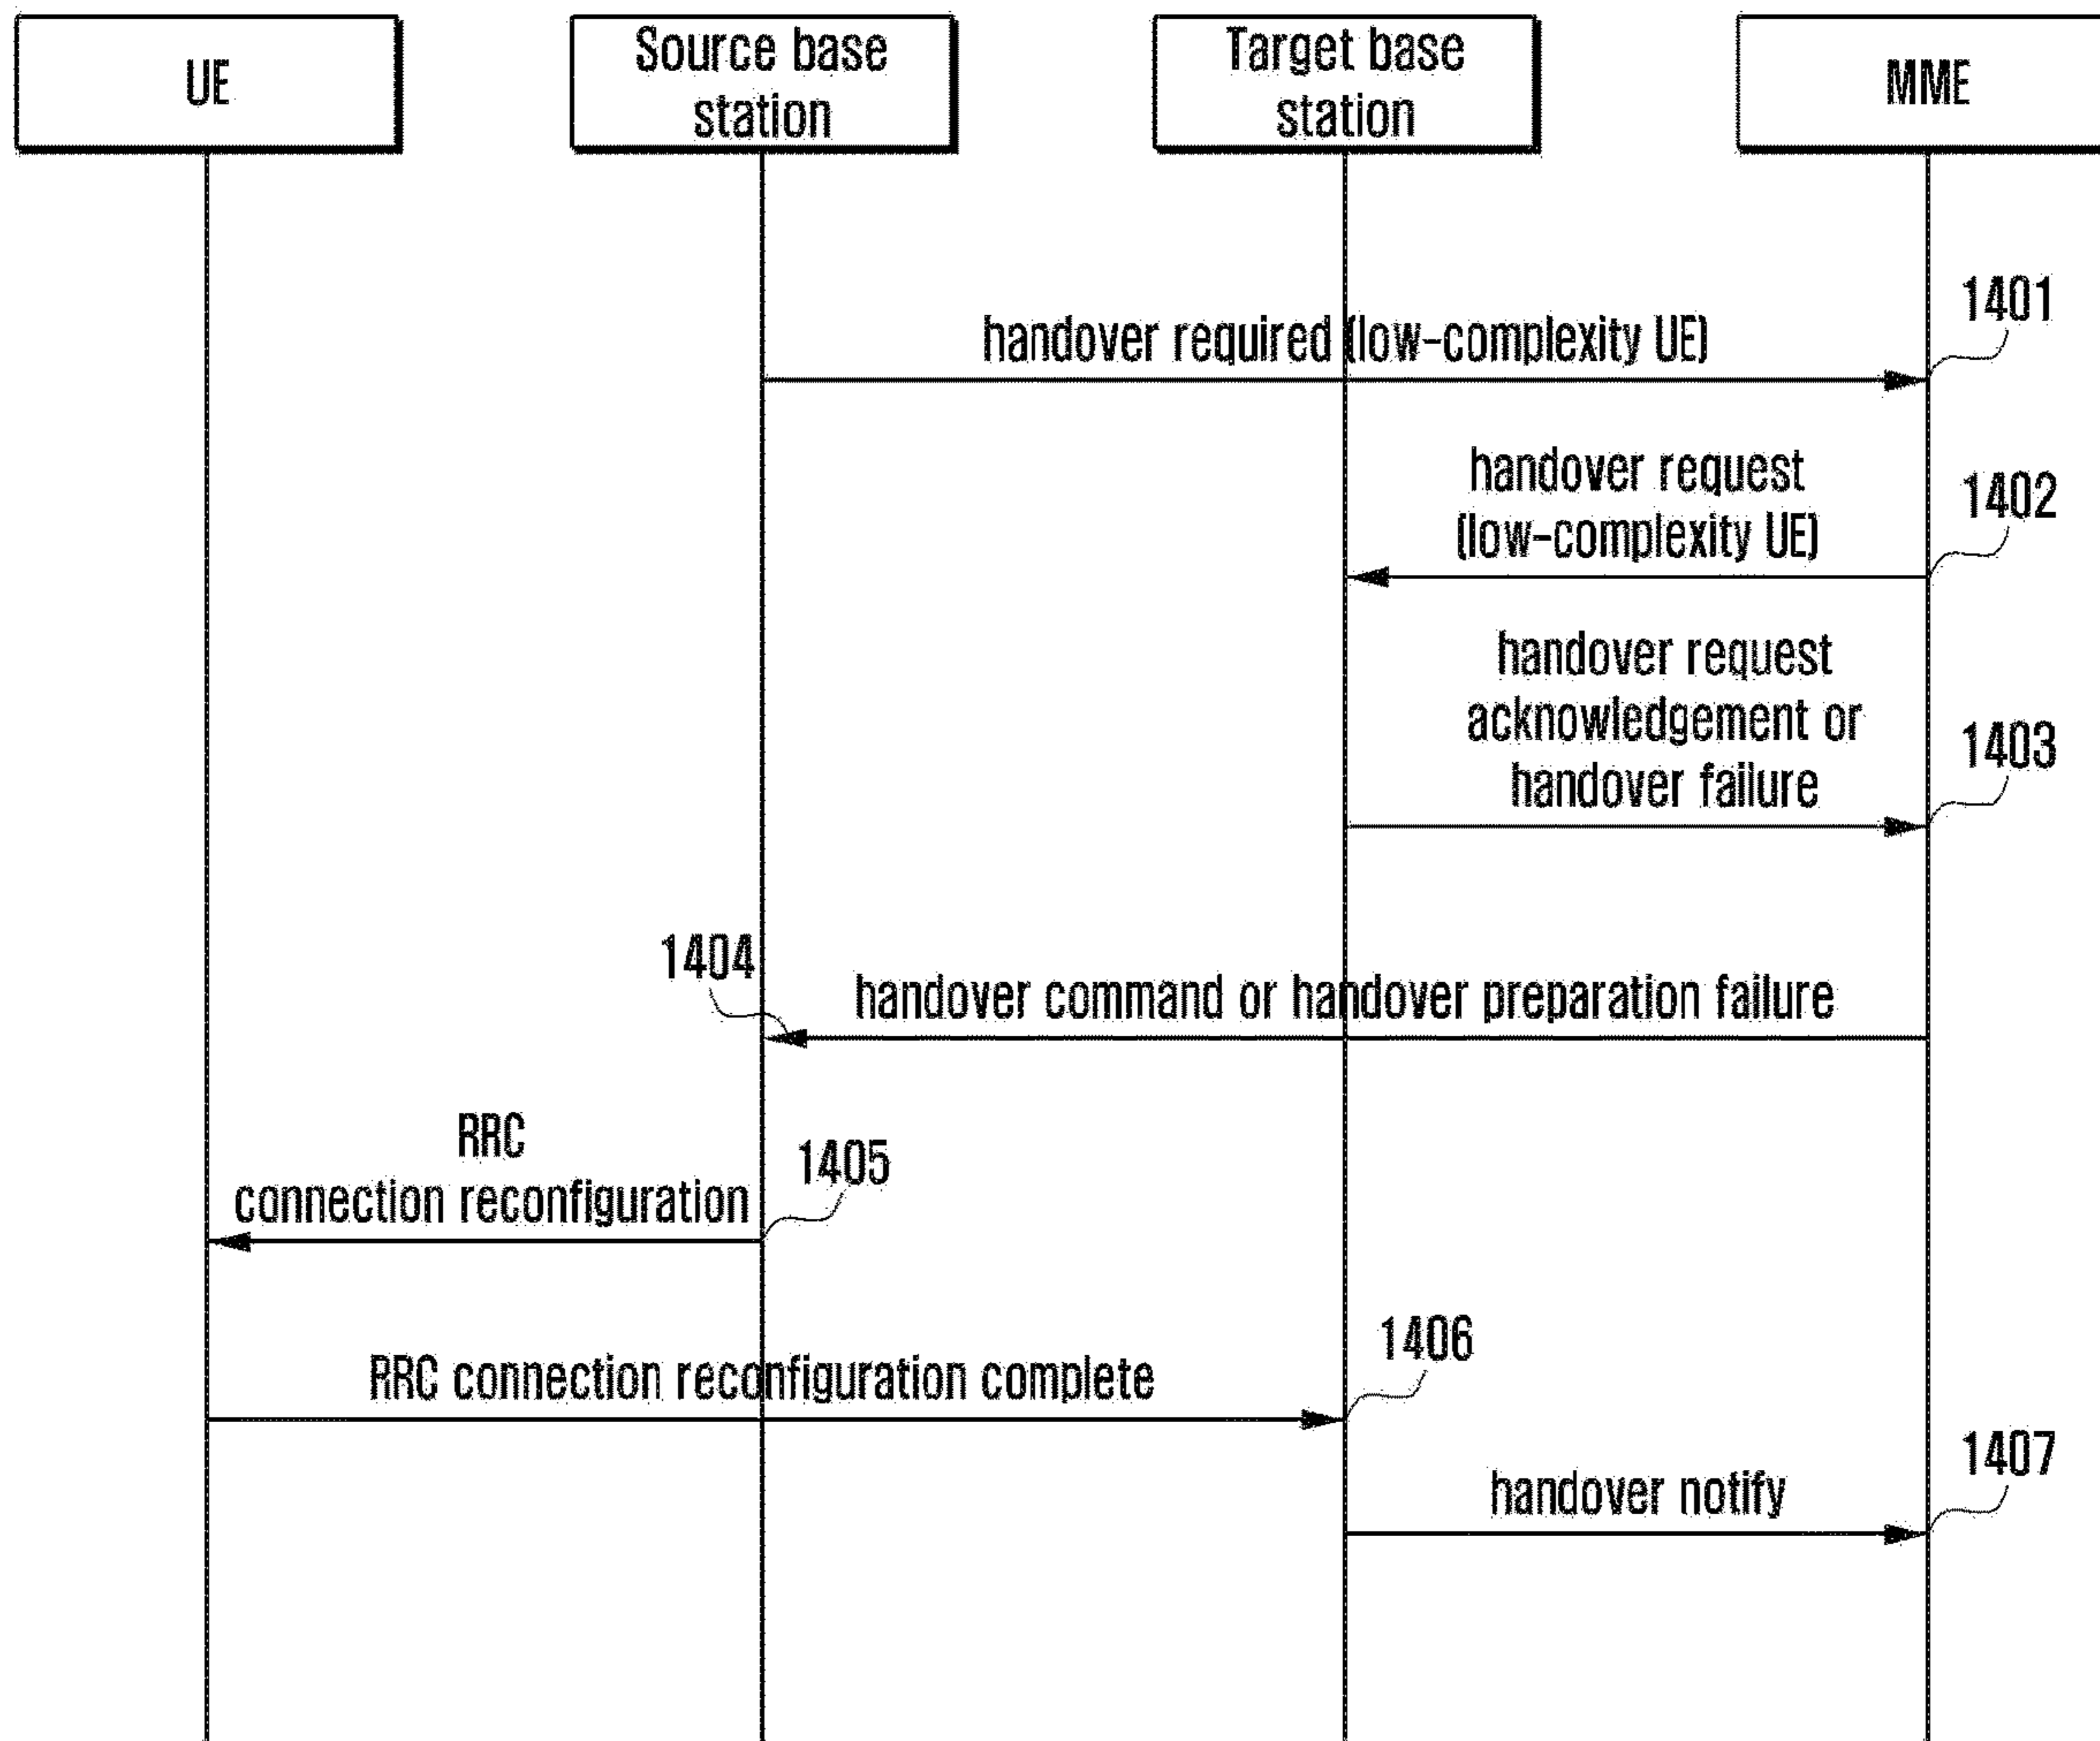 UE
Source base
station
Target base
station
MME
1401
handover required (low-complexity UE)
handover request
(low-complexity UE)
1402
handover request
acknowledgement or
handover failure
1403
1404
handover command or handover preparation failure
RRC
connection reconfiguration
1405
1406
RRC connection reconfiguration complete
1407
handover notify